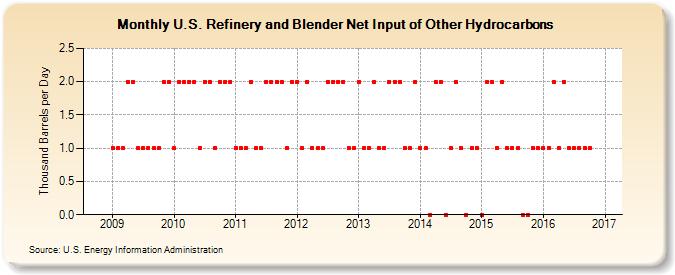 Monthly U.S. Refinery and Blender Net Input of Other Hydrocarbons
Thousand Barrels per Day
2.5
2.0
1.5
1.0
0.5
0.0
2009 2010 2011 2012 2013 2014 2015 2016 2017
Source: U.S. Energy Information Administration